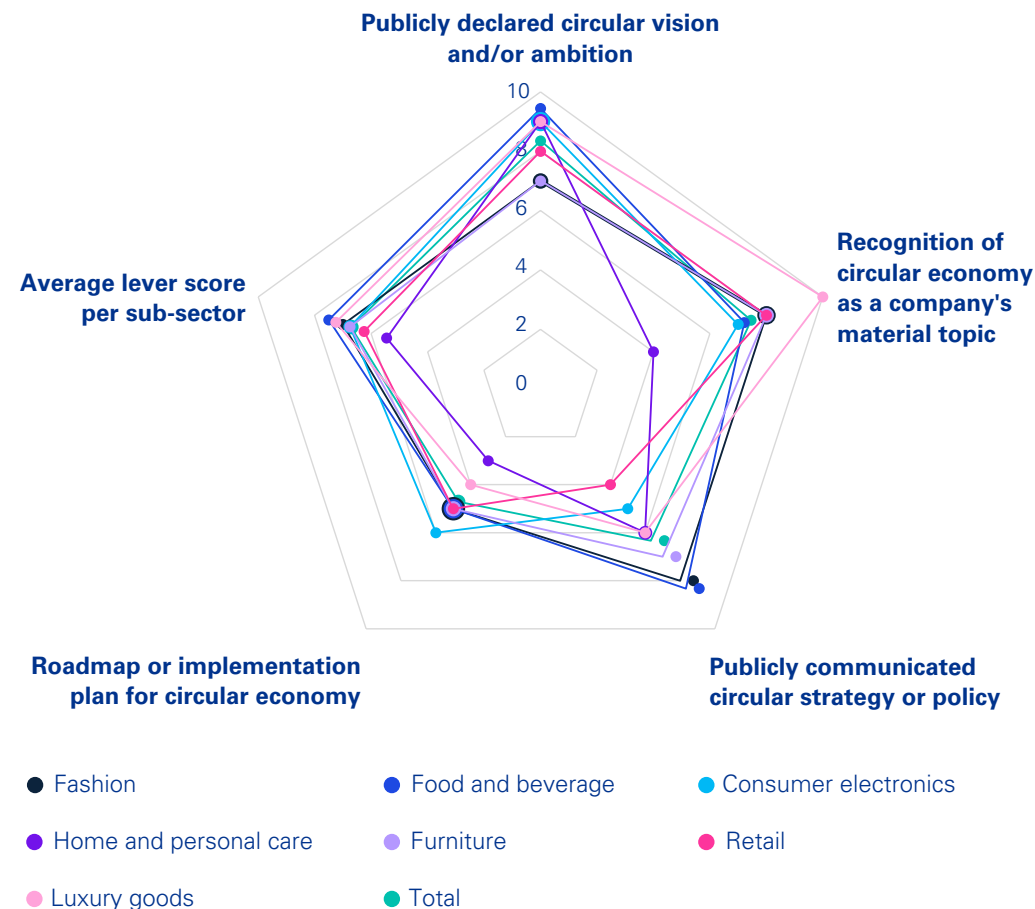 Publicly declared circular vision
and/or ambition
10
8
6
4
2
0
Recognition of
circular economy
as a company's
material topic
Average lever score
per sub-sector
Roadmap or implementation
plan for circular economy
Publicly communicated
circular strategy or policy
Fashion
Food and beverage
Consumer electronics
Home and personal care
Furniture
Retail
Luxury goods
Total